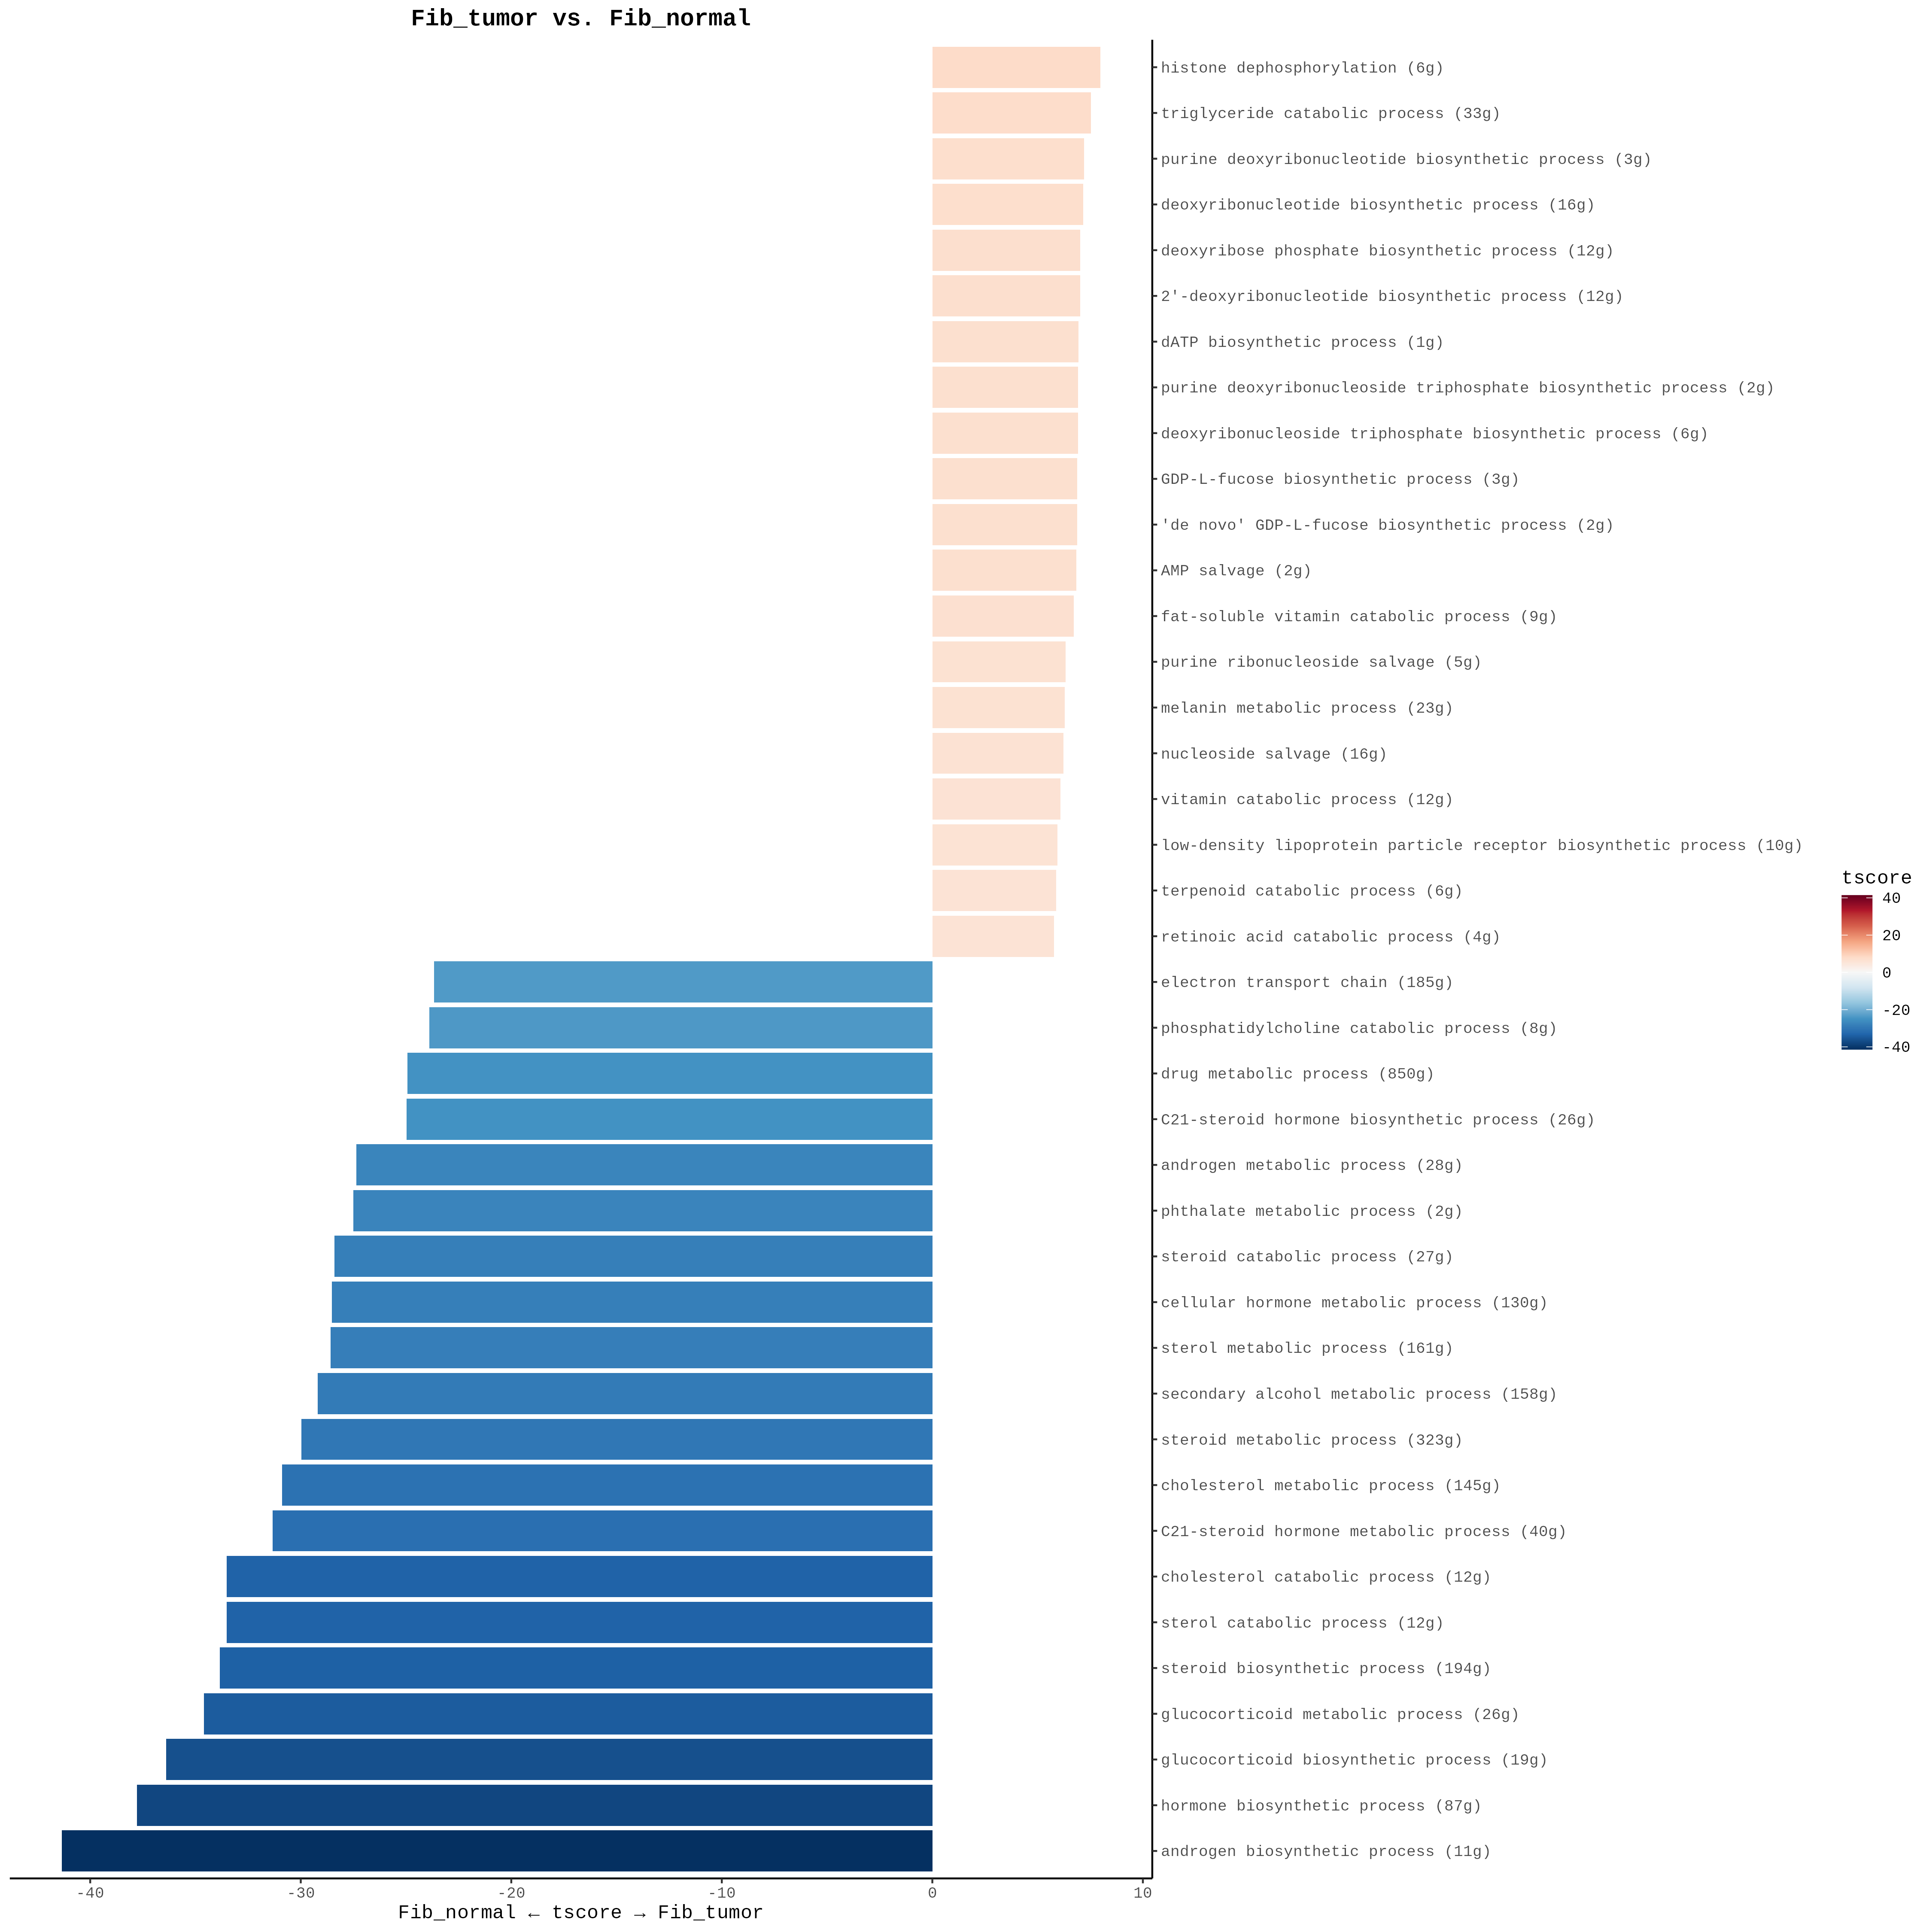 Fib_tumor vs. Fib_normal
histone dephosphorylation (6g)
triglyceride catabolic process (33g)
purine deoxyribonucleotide biosynthetic process (3g)
deoxyribonucleotide biosynthetic process (16g)
deoxyribose phosphate biosynthetic process (12g)
2'-deoxyribonucleotide biosynthetic process (12g)
dATP biosynthetic process (1g)
purine deoxyribonucleoside triphosphate biosynthetic process (2g)
deoxyribonucleoside triphosphate biosynthetic process (6g)
GDP-L-fucose biosynthetic process (3g)
'de novo' GDP-L-fucose biosynthetic process (2g)
AMP salvage (2g)
fat-soluble vitamin catabolic process (9g)
purine ribonucleoside salvage (5g)
melanin metabolic process (23g)
nucleoside salvage (16g)
vitamin catabolic process (12g)
low-density lipoprotein particle receptor biosynthetic process (10g)
terpenoid catabolic process (6g)
retinoic acid catabolic process (4g)
electron transport chain (185g)
phosphatidylcholine catabolic process (8g)
drug metabolic process (850g)
C21-steroid hormone biosynthetic process (26g)
androgen metabolic process (28g)
phthalate metabolic process (2g)
steroid catabolic process (27g)
cellular hormone metabolic process (130g)
sterol metabolic process (161g)
secondary alcohol metabolic process (158g)
steroid metabolic process (323g)
cholesterol metabolic process (145g)
C21-steroid hormone metabolic process (40g)
cholesterol catabolic process (12g)
sterol catabolic process (12g)
steroid biosynthetic process (194g)
glucocorticoid metabolic process (26g)
glucocorticoid biosynthetic process (19g)
hormone biosynthetic process (87g)
androgen biosynthetic process (11g)
-40 -30 -20 -10 0 10
Fib_normal ← tscore → Fib_tumor
tscore
40
20
0
-20
-40